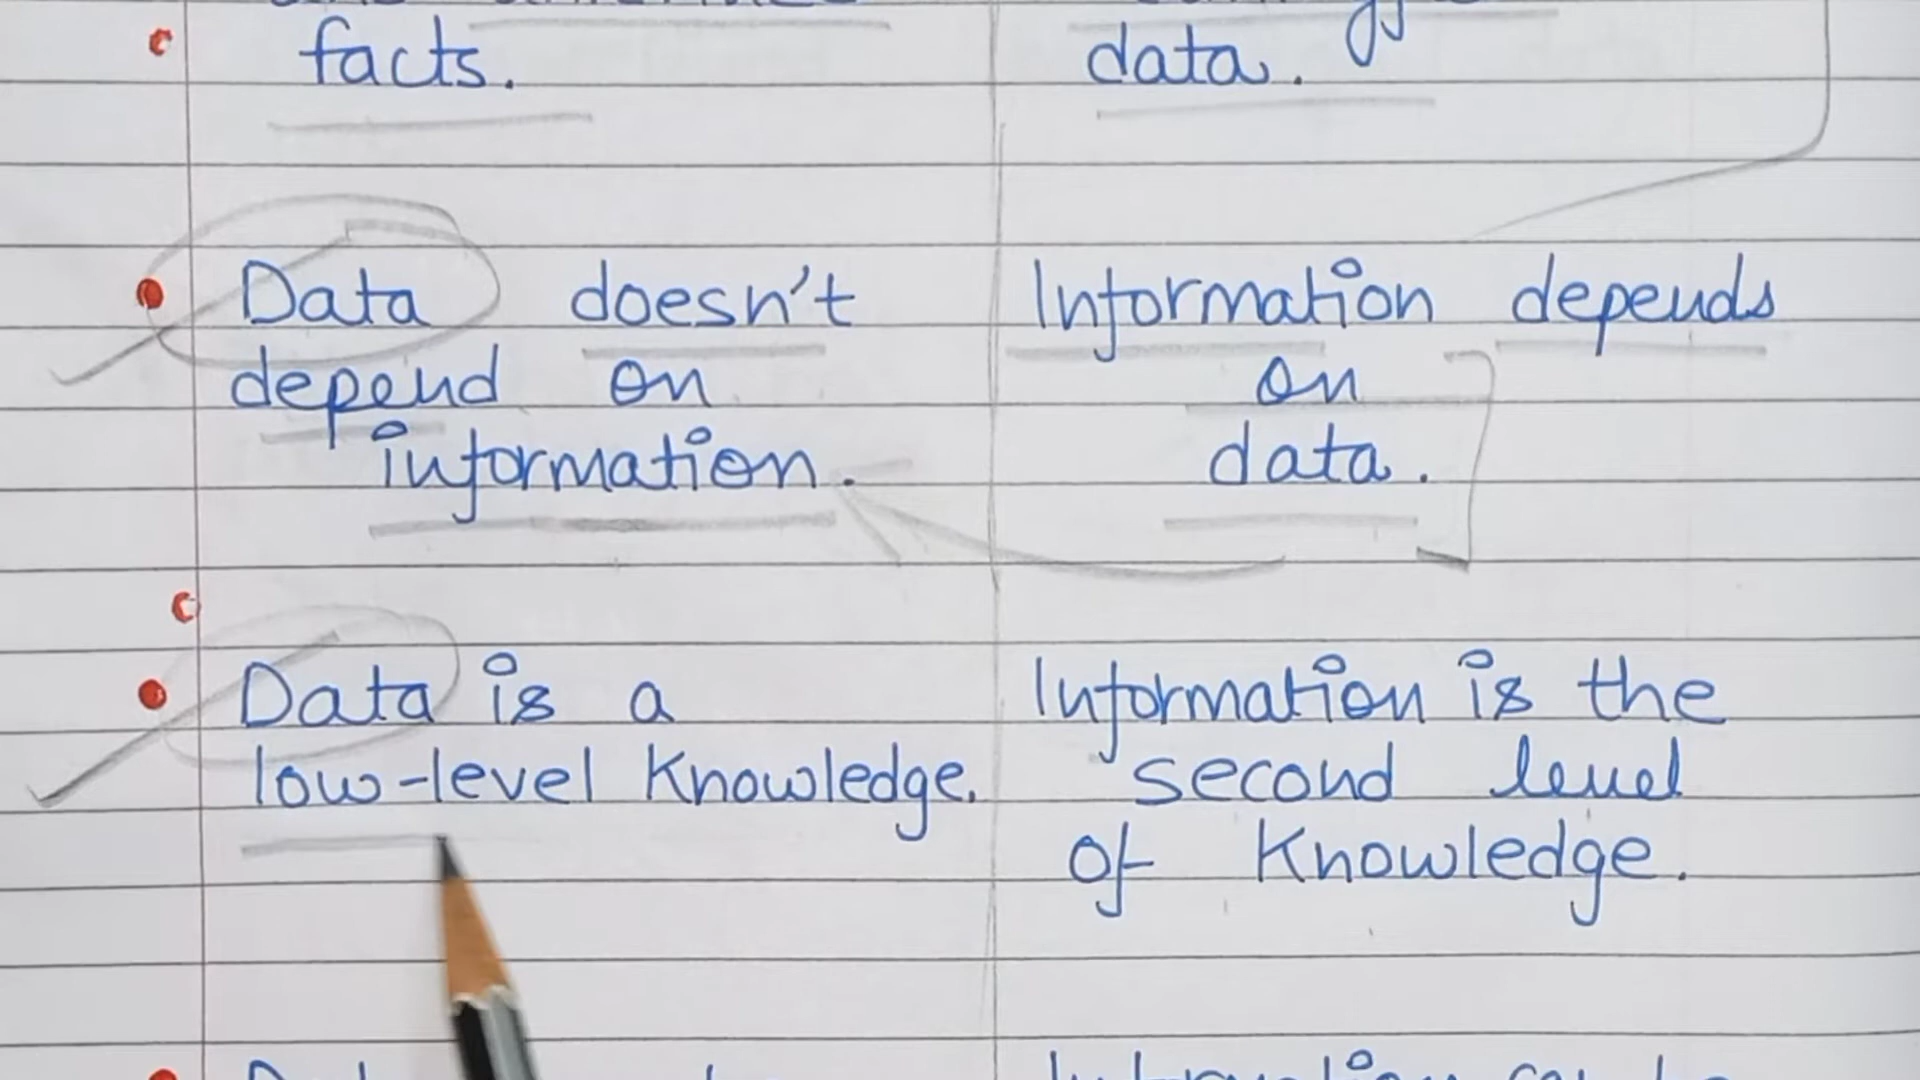 facts.
data.
Data doesn't
depend on
information.
Information depends
on
data.
Data is a
low-level Knowledge.
Information is the
second level
of Knowledge.